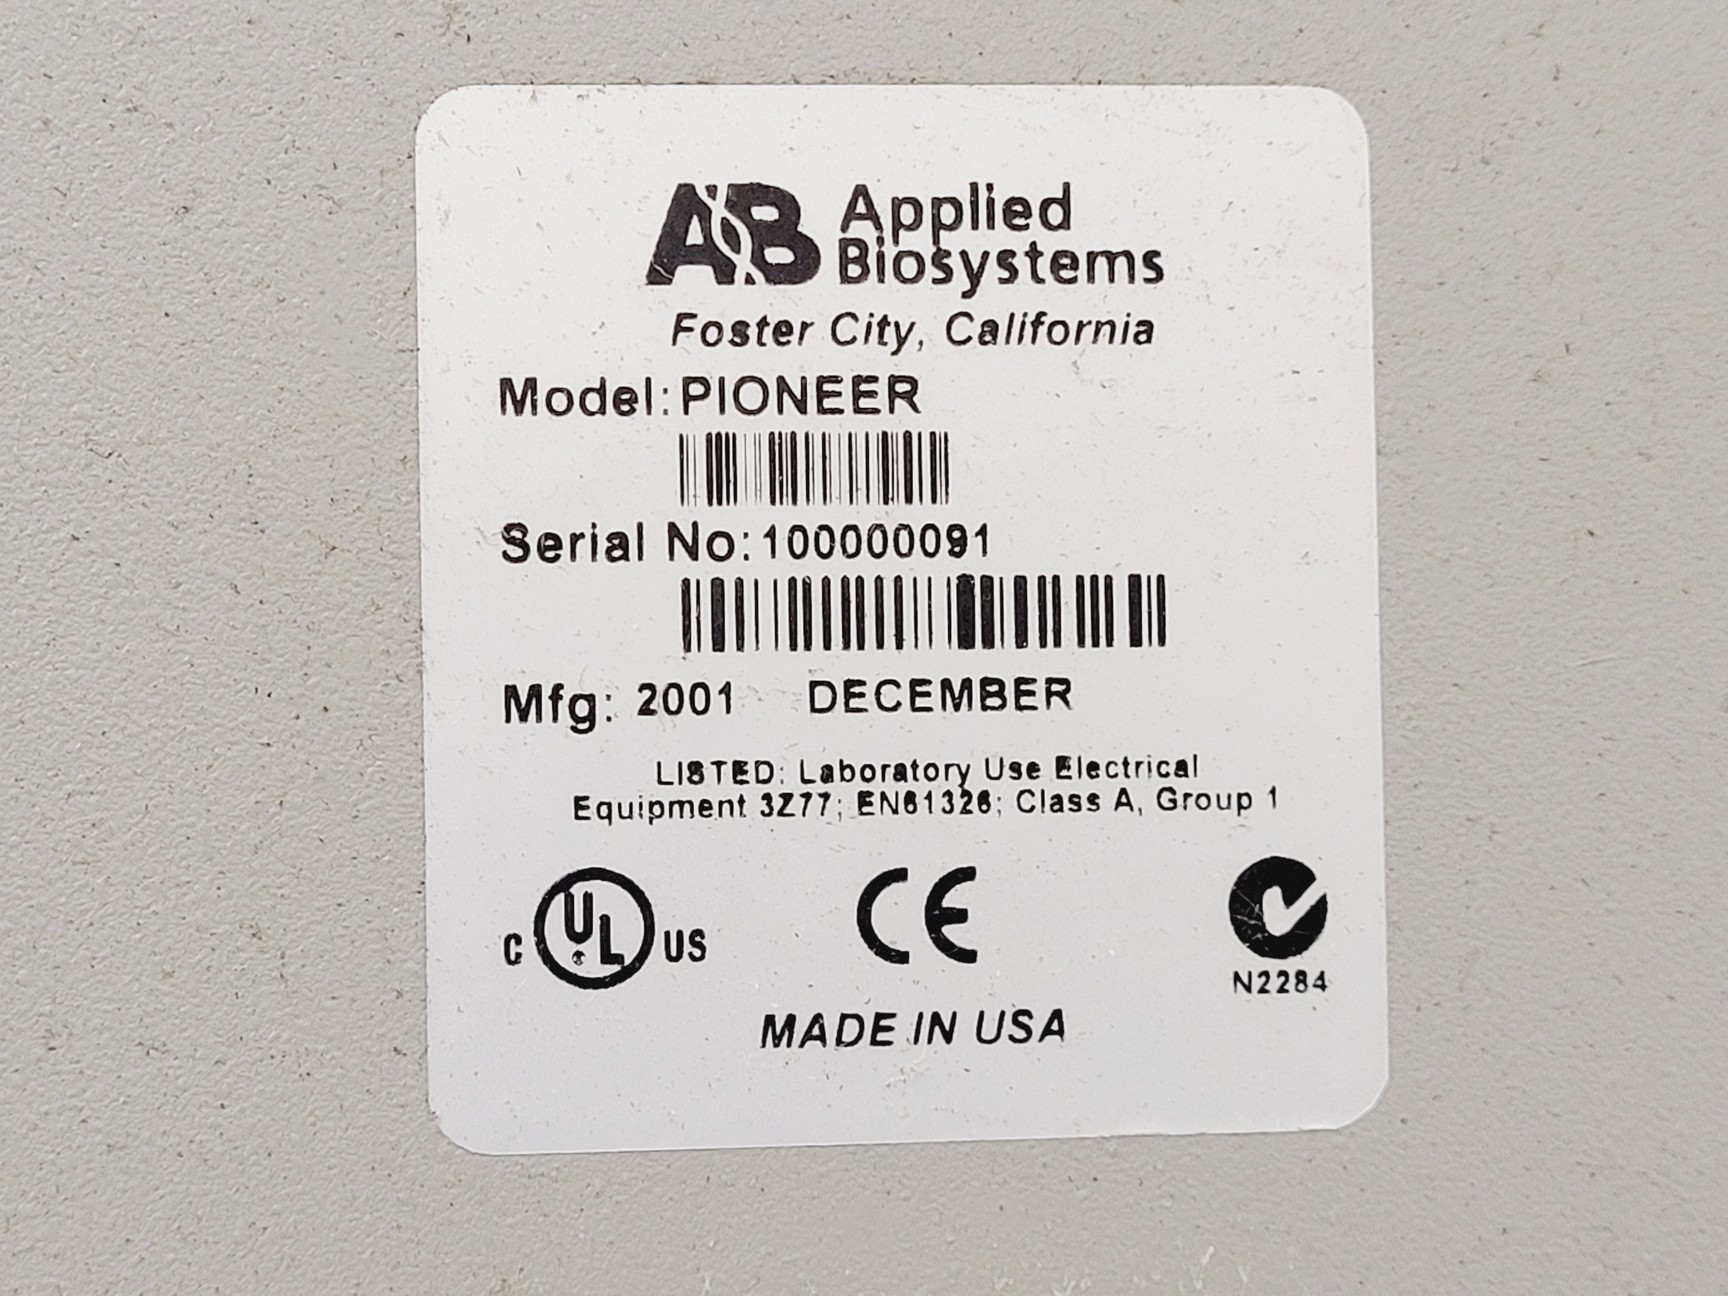 AB Applied
Biosystems
Foster City, California
Model: PIONEER
Serial No: 100000091
Mfg: 2001 DECEMBER
LISTED: Laboratory Use Electrical
Equipment 3Z77; EN61326; Class A, Group 1
C UL US CE
N2284
MADE IN USA